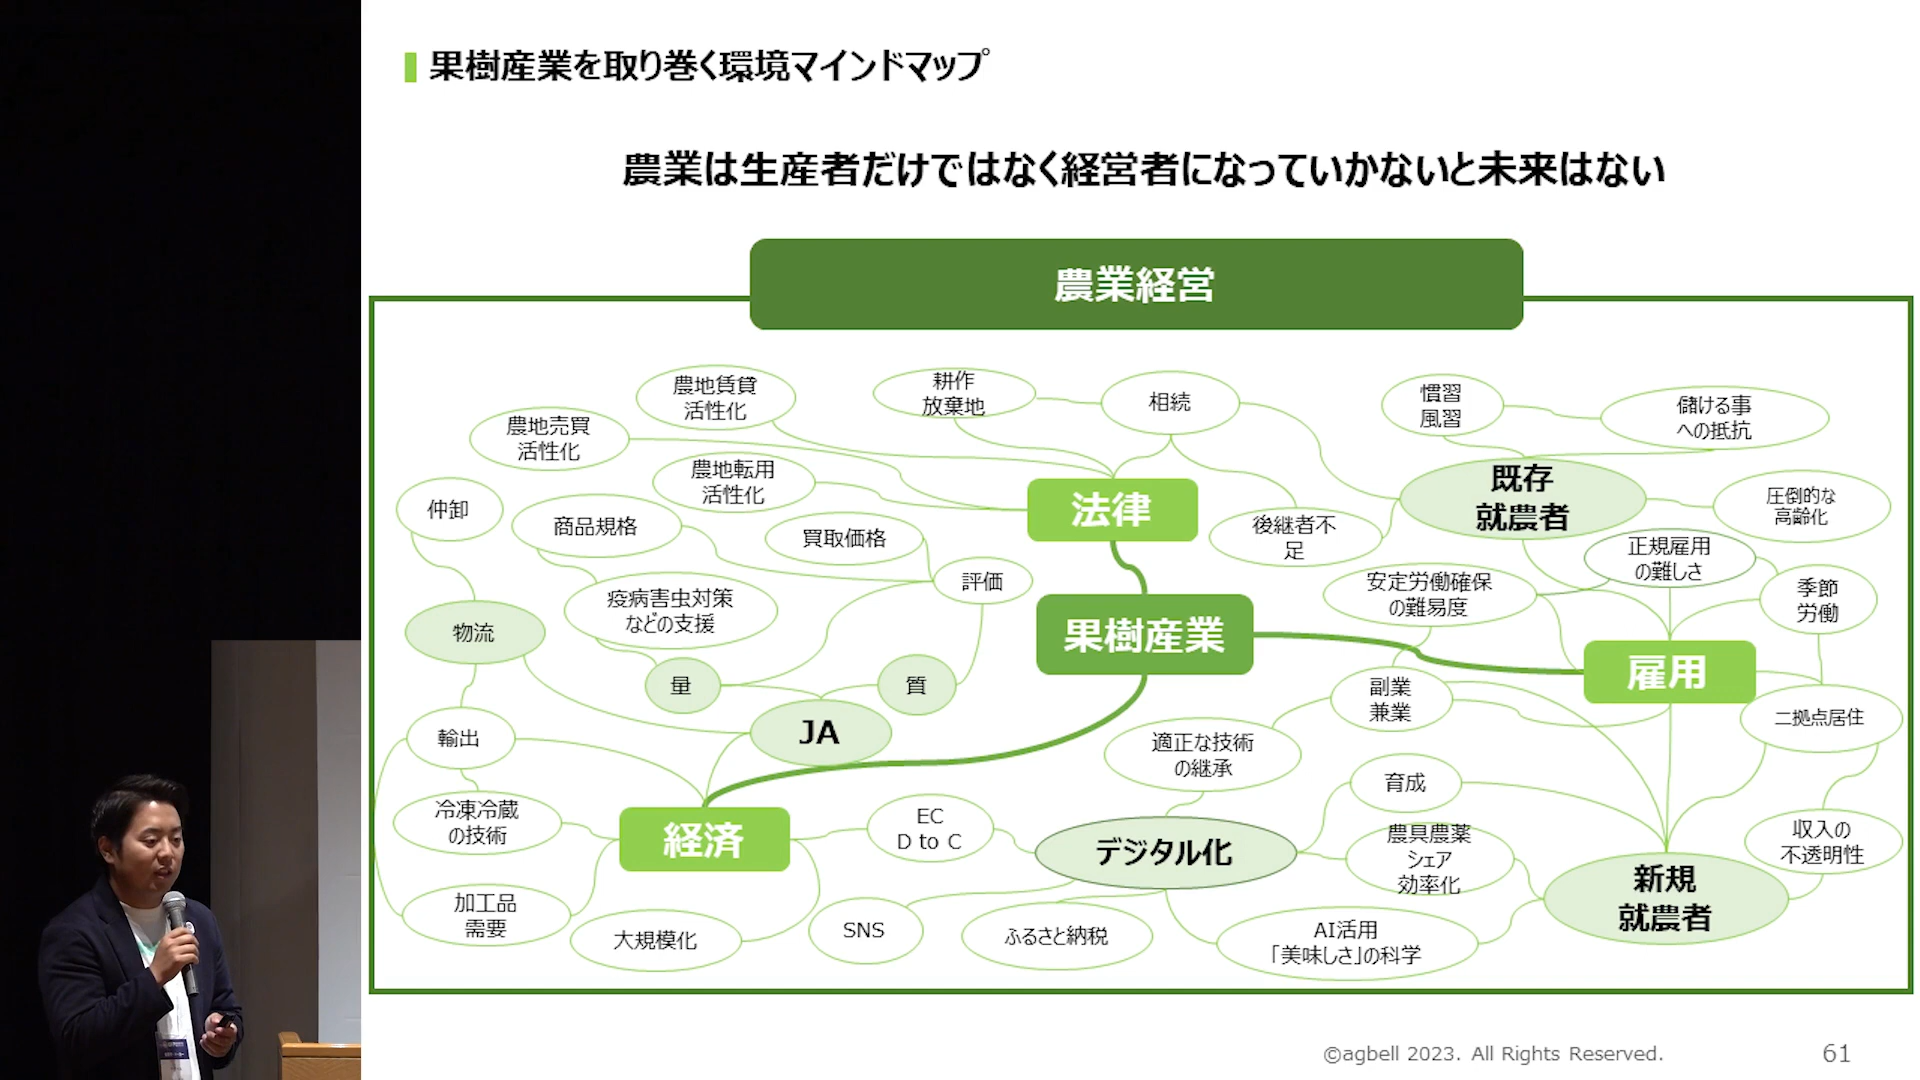 果樹産業を取り巻く環境マインドマップ
農業は生産者だけではなく経営者になっていかないと未来はない
農業経営
農地賃貸
活性化
耕作
放棄地
相続
慣習
風習
儲ける事
への抵抗
農地売買
活性化
農地転用
活性化
仲卸
商品規格
買取価格
法律
後継者不
足
既存
就農者
圧倒的な
高齢化
正規雇用
の難しさ
評価
安定労働確保
の難易度
季節
労働
疫病害虫対策
などの支援
物流
果樹産業
雇用
量
質
副業
兼業
二拠点居住
JA
輸出
適正な技術
の継承
育成
冷凍冷蔵
の技術
経済
EC
D to C
デジタル化
農具農薬
シェア
効率化
収入の
不透明性
新規
就農者
加工品
需要
大規模化
SNS
ふるさと納税
AI活用
「美味しさ」の科学
©agbell 2023. All Rights Reserved.
61